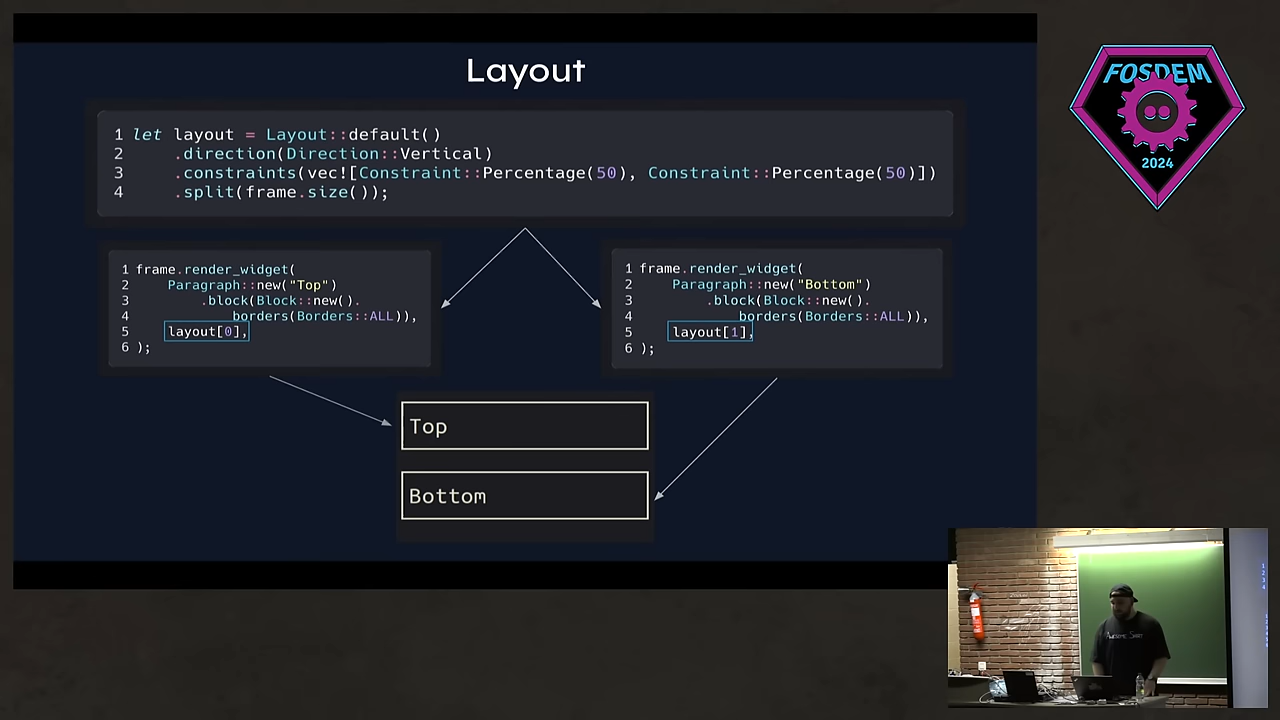 Layout
1 let layout = Layout::default()
2 .direction(Direction::Vertical)
3 .constraints(vec![Constraint::Percentage(50), Constraint::Percentage(50)])
4 .split(frame.size());
1 frame.render_widget(
2 Paragraph::new("Top")
3 .block(Block::new().
4 borders(Borders::ALL)),
5 layout[0],
6 );
1 frame.render_widget(
2 Paragraph::new("Bottom")
3 .block(Block::new().
4 borders(Borders::ALL)),
5 layout[1],
6 );
Top
Bottom
FOSDEM
2024
Awesome Shirt